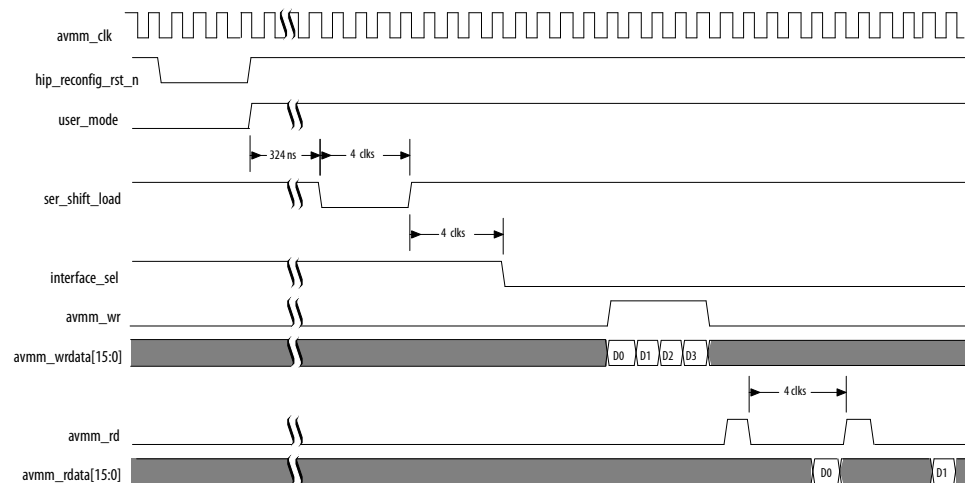 avmm_clk
hip_reconfig_rst_n
user_mode
324 ns 4 clks
ser_shift_load
4 clks
interface_sel
avmm_wr
avmm_wrdata[15:0] D0 D1 D2 D3
4 clks
avmm_rd
avmm_rdata[15:0] D0 D1